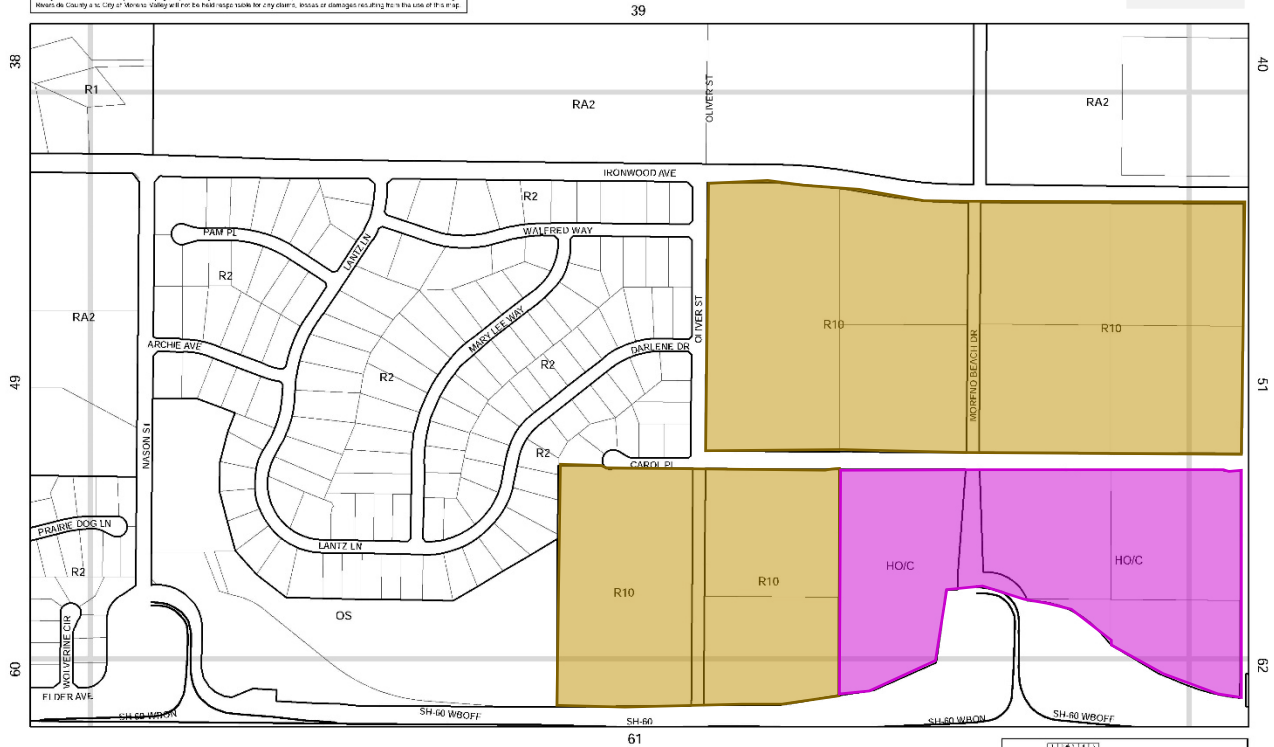 Riverside County and City of Moreno Valley will not be held responsible for any claims, losses or damages resulting from the use of this map.
39
38
40
R1
RA2
OLIVER ST
RA2
IRONWOOD AVE
R2
PAM PL
LANTZ LN
WALFRED WAY
R2
RA2
OLIVER ST
R10
MORENO BEACH DR
R10
ARCHIE AVE
MARY LEE WAY
DARLENE DR
R2
R2
49
51
NASON ST
R2
CAROL PL
PRAIRIE DOG LN
LANTZ LN
R2
HO/C
HO/C
R10
R10
OS
WOLVERINE CIR
60
62
ELDER AVE
SH-60 WBON
SH-60 WBOFF
SH-60
SH-60 WBON
SH-60 WBOFF
61